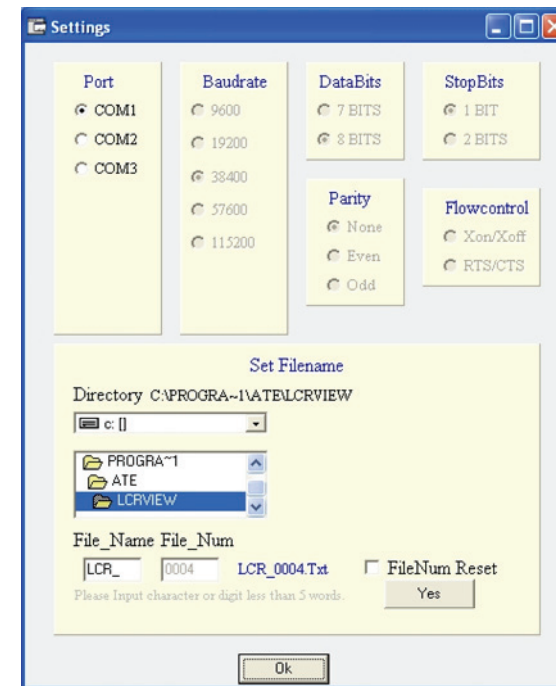 Settings
Port
COM1
COM2
COM3
Baudrate
9600
19200
38400
57600
115200
DataBits
7 BITS
8 BITS
StopBits
1 BIT
2 BITS
Parity
None
Even
Odd
Flowcontrol
Xon/Xoff
RTS/CTS
Set Filename
Directory C:\PROGRA~1\ATE\LCRVIEW
c: []
PROGRA~1
ATE
LCRVIEW
File_Name File_Num
LCR_ 0004 LCR_0004.Txt FileNum Reset
Please Input character or digit less than 5 words. Yes
Ok